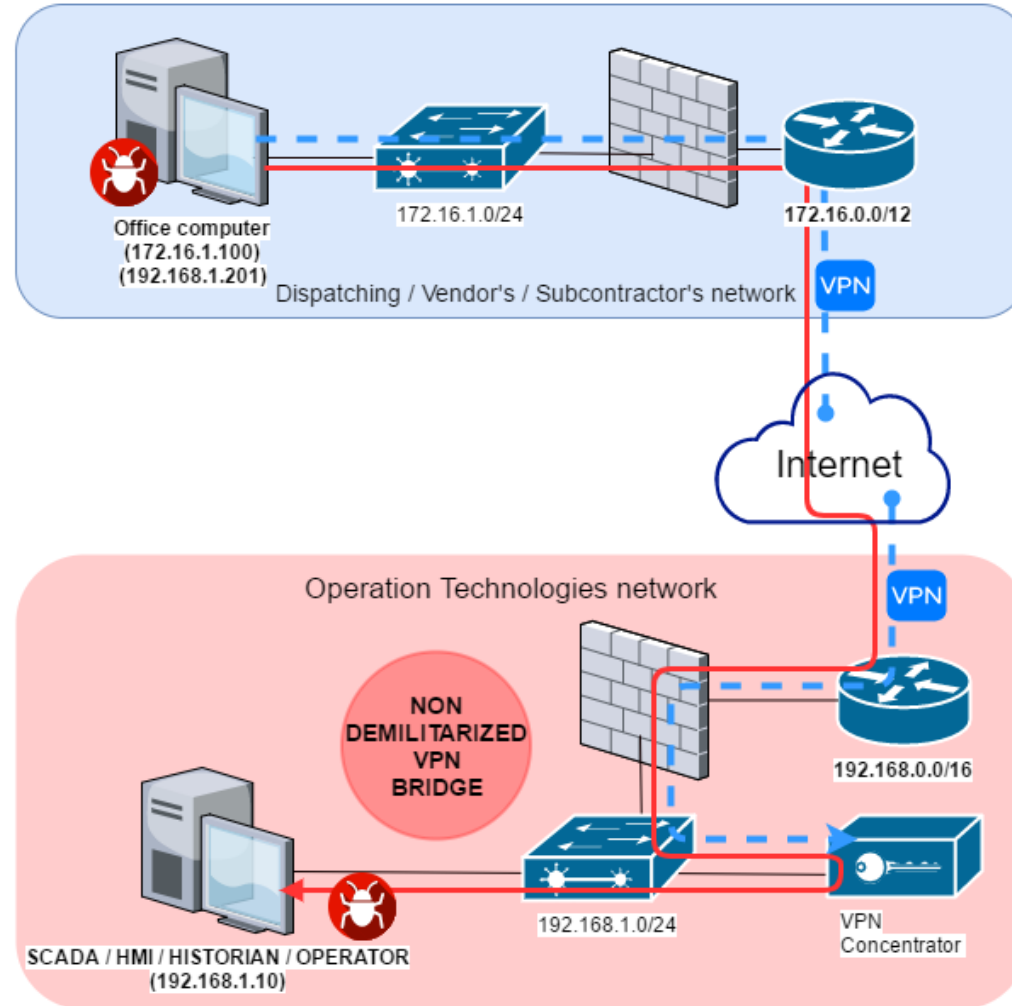 Office computer
(172.16.1.100)
(192.168.1.201)
172.16.1.0/24
172.16.0.0/12
Dispatching / Vendor's / Subcontractor's network
VPN
Internet
Operation Technologies network
VPN
NON
DEMILITARIZED
VPN
BRIDGE
192.168.0.0/16
192.168.1.0/24
VPN
Concentrator
SCADA / HMI / HISTORIAN / OPERATOR
(192.168.1.10)